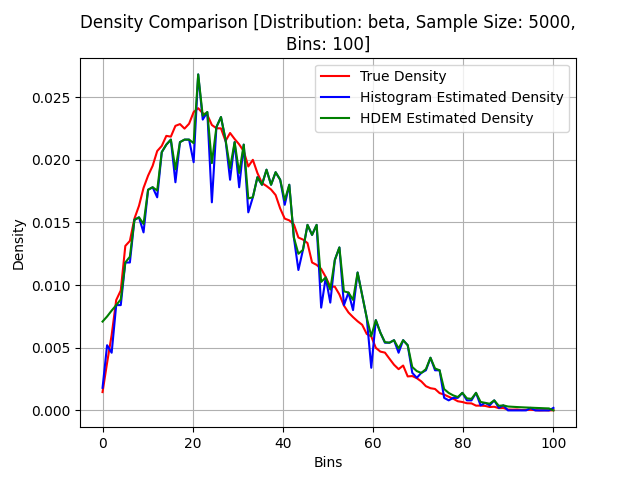 Density Comparison [Distribution: beta, Sample Size: 5000,
Bins: 100]
True Density
Histogram Estimated Density
HDEM Estimated Density
Density
0.025
0.020
0.015
0.010
0.005
0.000
0 20 40 60 80 100
Bins